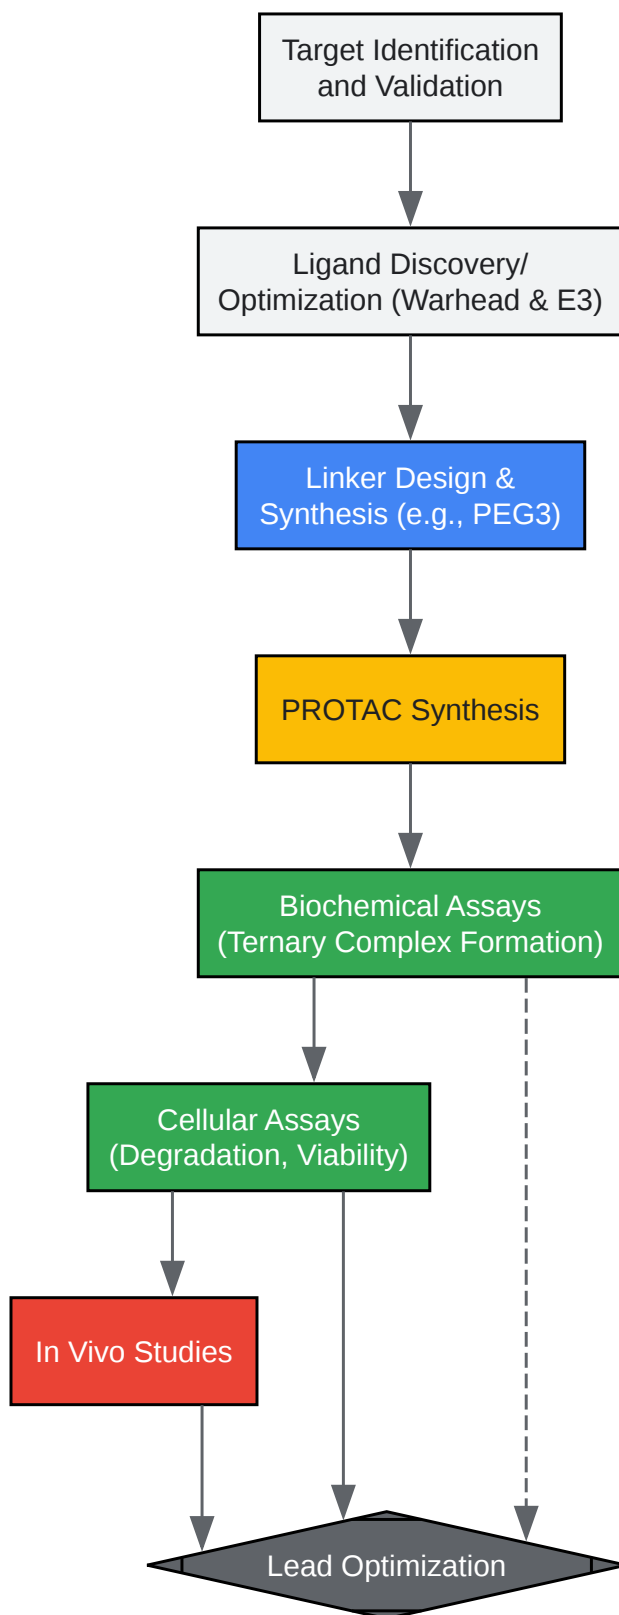 Target Identification
and Validation
Ligand Discovery/
Optimization (Warhead & E3)
Linker Design &
Synthesis (e.g., PEG3)
PROTAC Synthesis
Biochemical Assays
(Ternary Complex Formation)
Cellular Assays
(Degradation, Viability)
In Vivo Studies
Lead Optimization